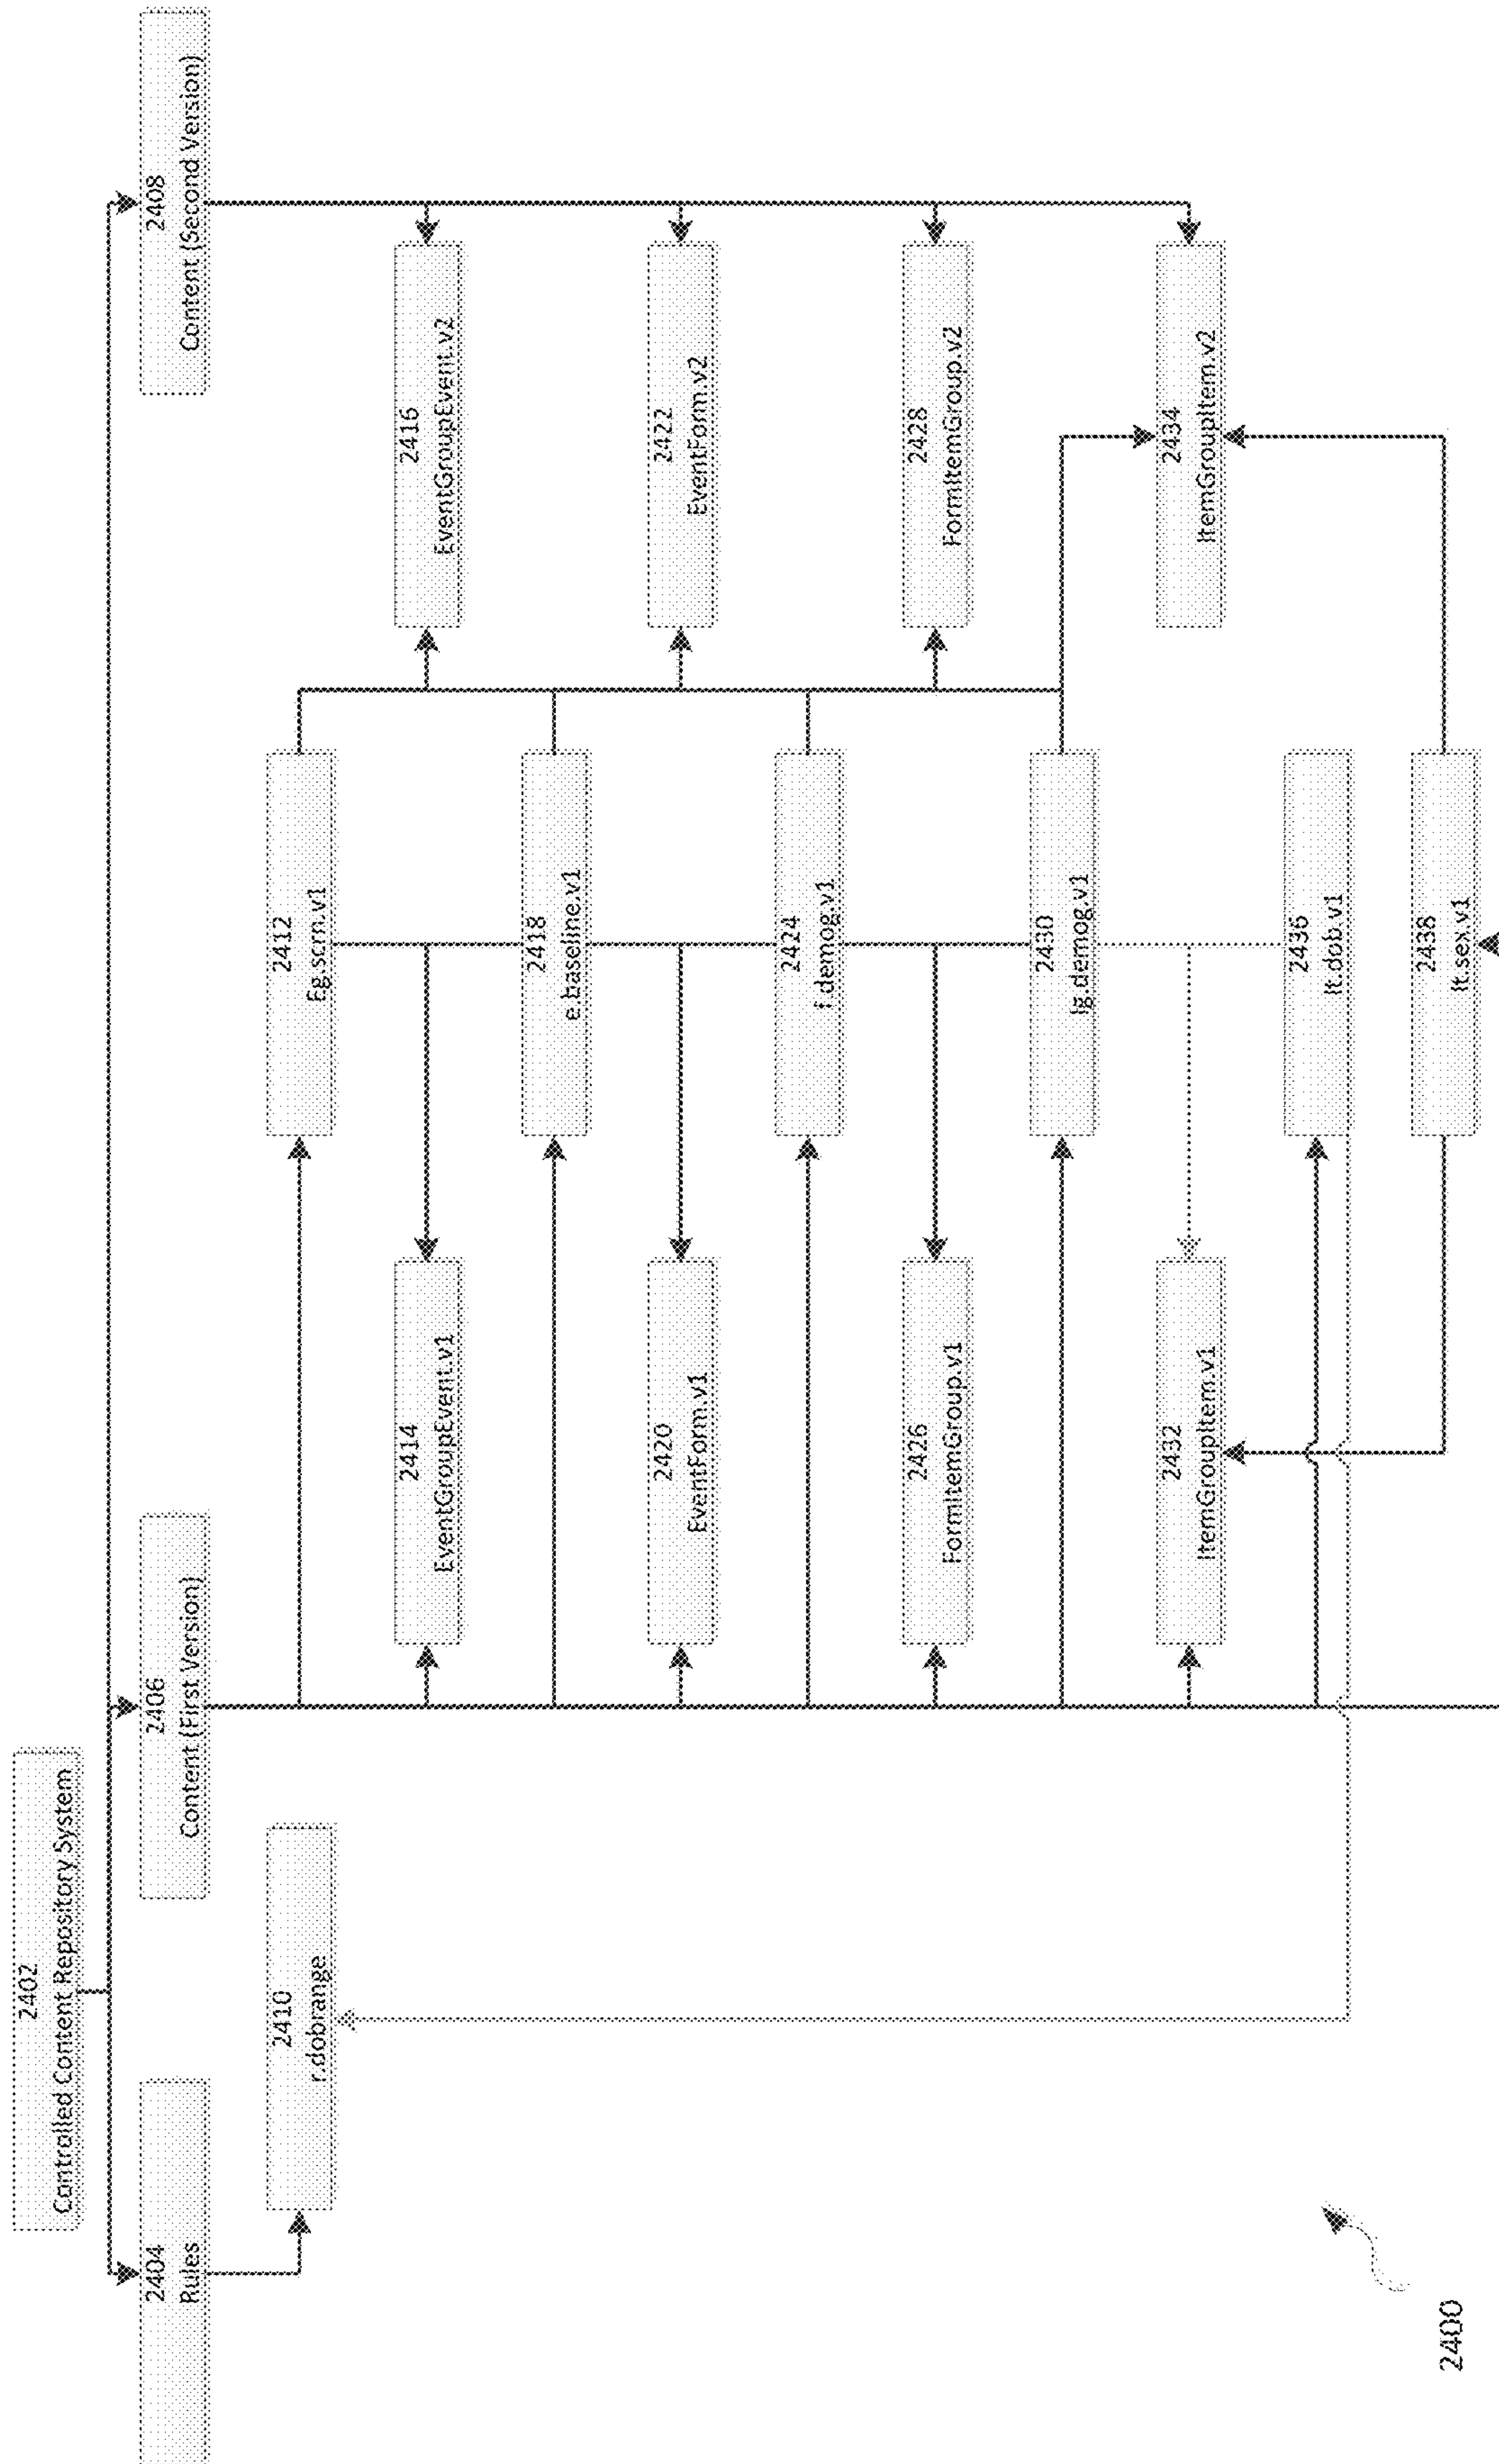 2402
Controlled Content Repository System
2404
Rules
2406
Content (First Version)
2408
Content (Second Version)
2410
r.dobrange
2412
Eg.scrn.v1
2414
EventGroupEvent.v1
2416
EventGroupEvent.v2
2418
e.baseline.v1
2420
EventForm.v1
2422
EventForm.v2
2424
f.demog.v1
2426
FormItemGroup.v1
2428
FormItemGroup.v2
2430
Ig.demog.v1
2432
ItemGroupItem.v1
2434
ItemGroupItem.v2
2436
It.dob.v1
2438
It.sex.v1
2400